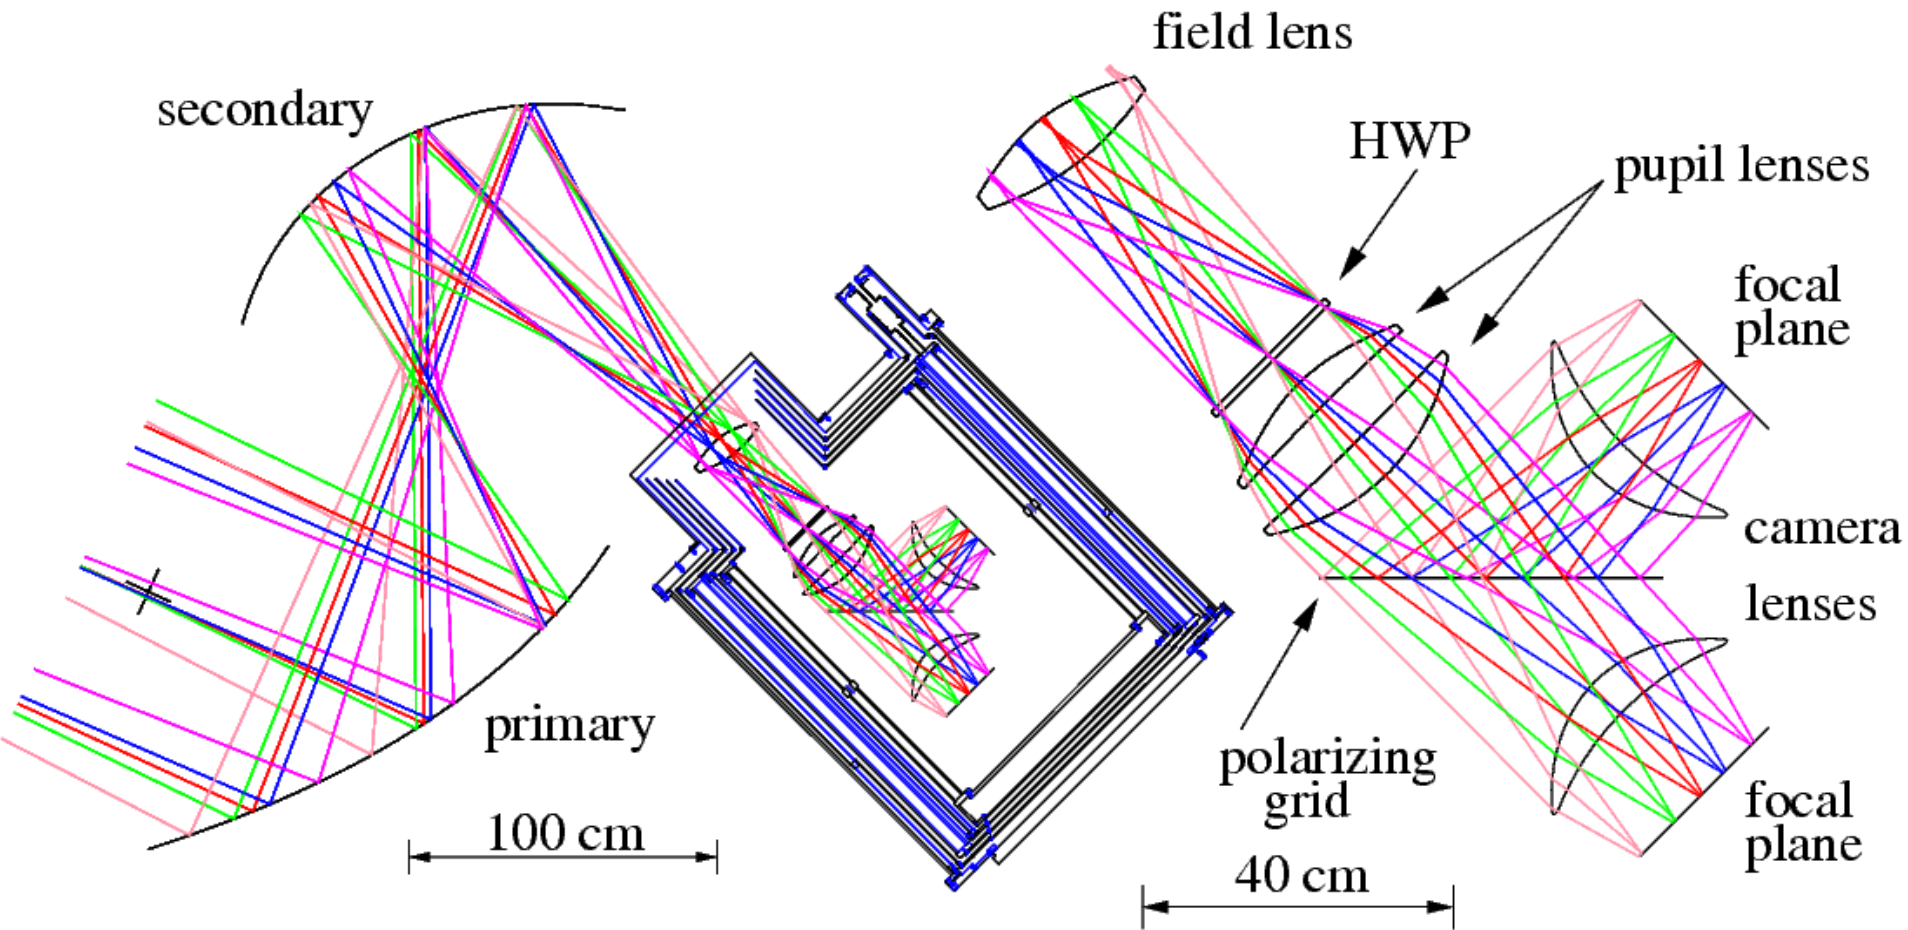 field lens
secondary
HWP
pupil lenses
focal
plane
camera
lenses
primary
polarizing
grid
focal
plane
100 cm
40 cm